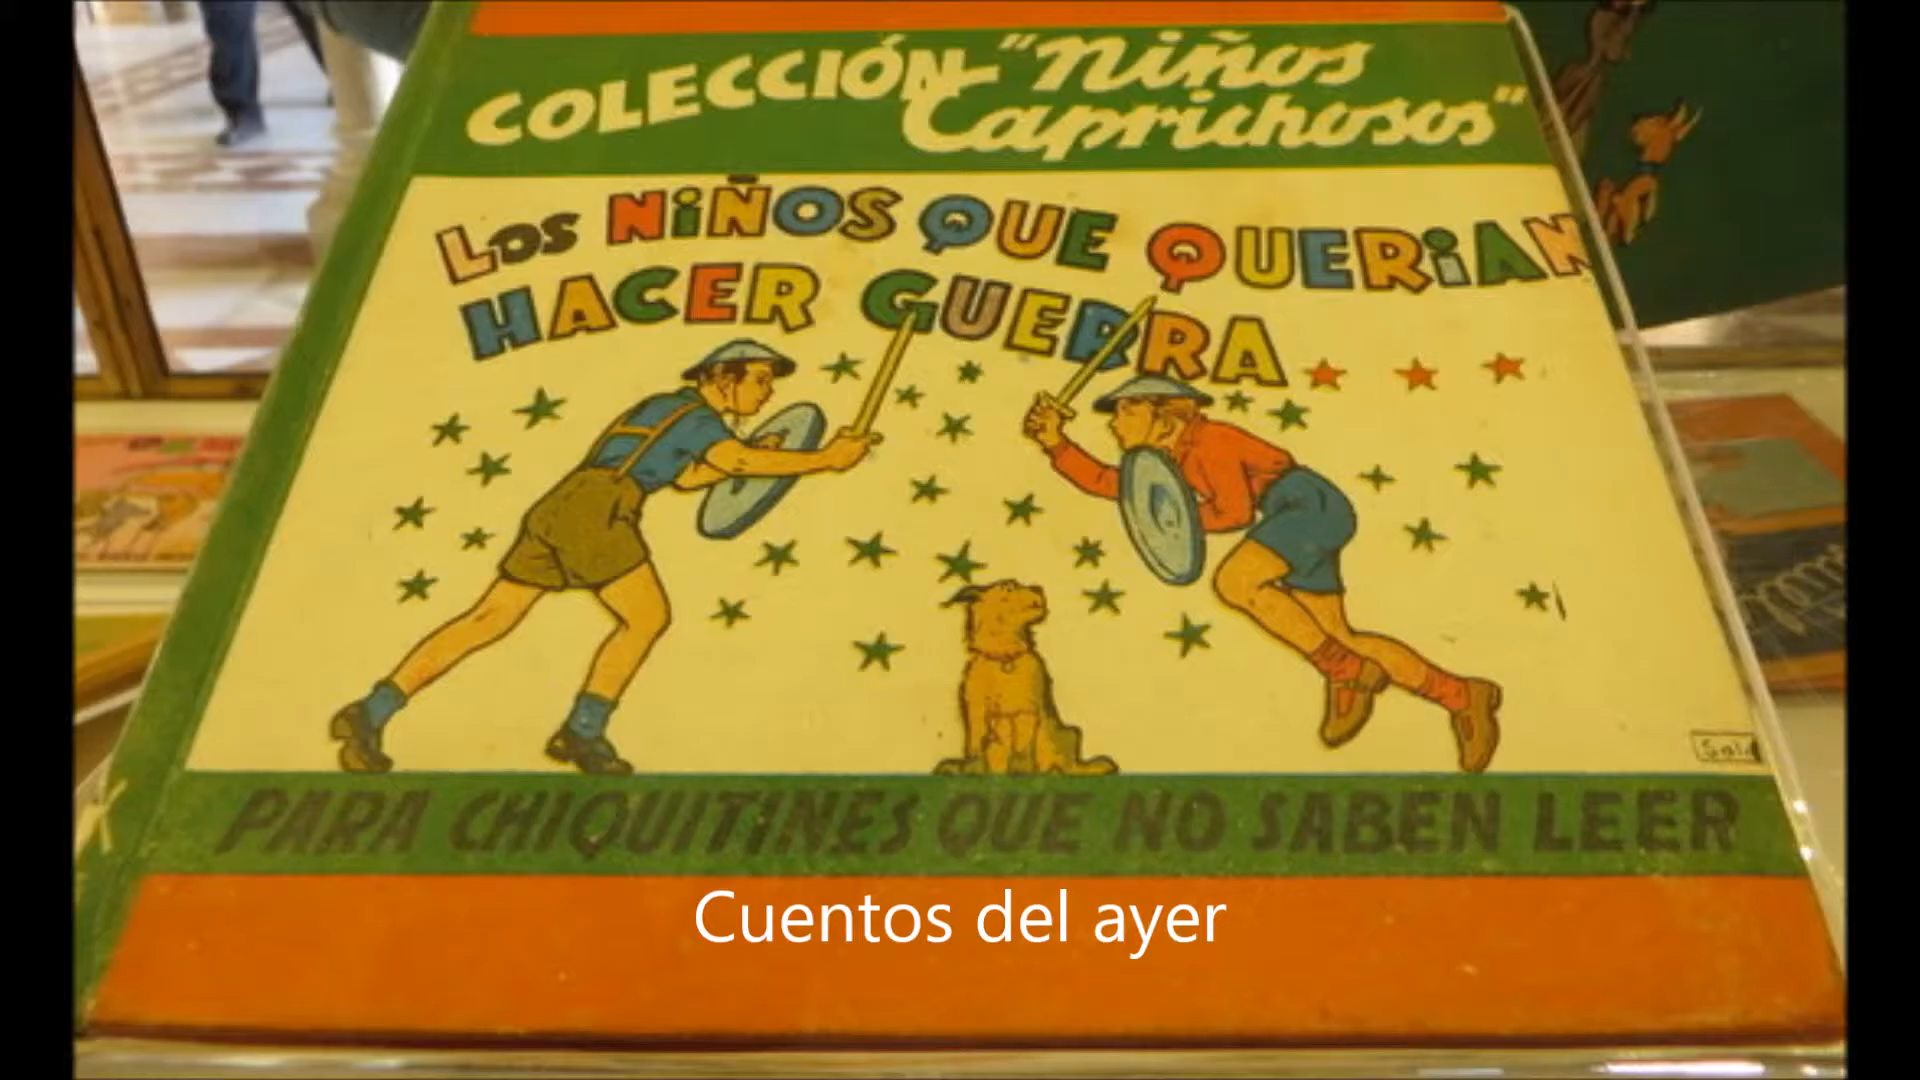 COLECCIÓN "Niños
Caprichosos"
LOS NIÑOS QUE QUERIAN
HACER GUERRA
PARA CHIQUITINES QUE NO SABEN LEER
Cuentos del ayer